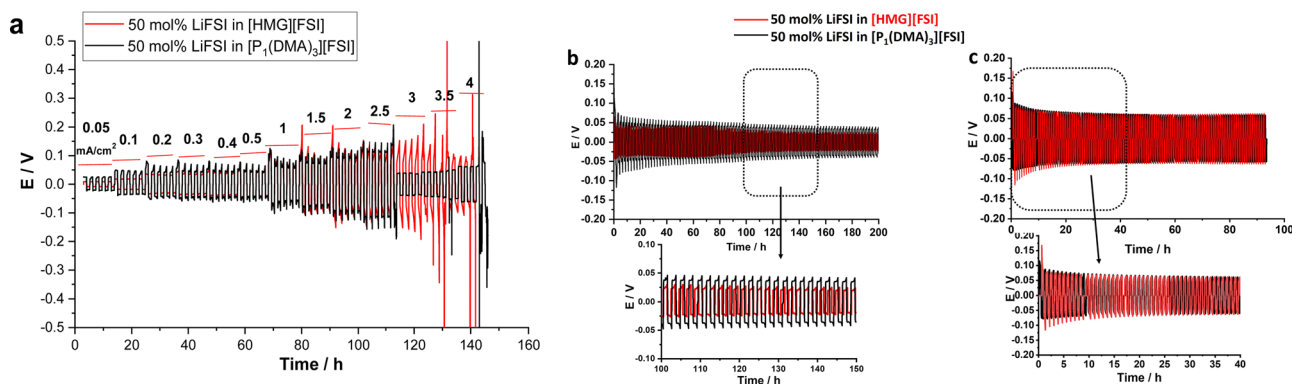 a
50 mol% LiFSI in [HMG][FSI]
50 mol% LiFSI in [P₁(DMA)₃][FSI]
0.5
0.4
0.3
0.2
0.1
0.0
-0.1
-0.2
-0.3
-0.4
-0.5
E / V
0.05
mA/cm²
0.1
0.2
0.3
0.4
0.5
1
1.5
2
2.5
3
3.5
4
0 20 40 60 80 100 120 140 160
Time / h
50 mol% LiFSI in [HMG][FSI]
50 mol% LiFSI in [P₁(DMA)₃][FSI]
b
0.20
0.15
0.10
0.05
0.00
-0.05
-0.10
-0.15
-0.20
E / V
0 20 40 60 80 100 120 140 160 180 200
Time / h
0.10
0.05
0.00
-0.05
-0.10
E / V
100 110 120 130 140 150
Time / h
c
0.20
0.15
0.10
0.05
0.00
-0.05
-0.10
-0.15
-0.20
E / V
0 20 40 60 80 100
Time / h
0.20
0.15
0.10
0.05
0.00
-0.05
-0.10
-0.15
-0.20
E / V
0 5 10 15 20 25 30 35 40
Time / h